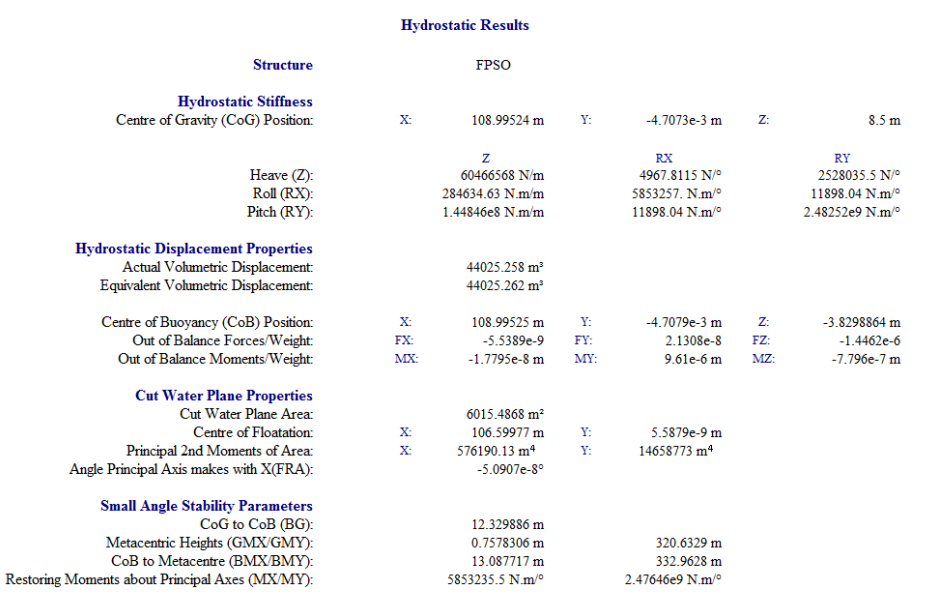 Hydrostatic Results
Structure FPSO
Hydrostatic Stiffness
Centre of Gravity (CoG) Position: X: 108.99524 m Y: -4.7073e-3 m Z: 8.5 m
Z RX RY
Heave (Z): 60466568 N/m 4967.8115 N/° 2528035.5 N/°
Roll (RX): 284634.63 N.m/m 5853257. N.m/° 11898.04 N.m/°
Pitch (RY): 1.44846e8 N.m/m 11898.04 N.m/° 2.48252e9 N.m/°
Hydrostatic Displacement Properties
Actual Volumetric Displacement: 44025.258 m³
Equivalent Volumetric Displacement: 44025.262 m³
Centre of Buoyancy (CoB) Position: X: 108.99525 m Y: -4.7079e-3 m Z: -3.8298864 m
Out of Balance Forces/Weight: FX: -5.5389e-9 FY: 2.1308e-8 FZ: -1.4462e-6
Out of Balance Moments/Weight: MX: -1.7795e-8 m MY: 9.61e-6 m MZ: -7.796e-7 m
Cut Water Plane Properties
Cut Water Plane Area: 6015.4868 m²
Centre of Floatation: X: 106.59977 m Y: 5.5879e-9 m
Principal 2nd Moments of Area: X: 576190.13 m⁴ Y: 14658773 m⁴
Angle Principal Axis makes with X(FRA): -5.0907e-8°
Small Angle Stability Parameters
CoG to CoB (BG): 12.329886 m
Metacentric Heights (GMX/GMY): 0.7578306 m 320.6329 m
CoB to Metacentre (BMX/BMY): 13.087717 m 332.9628 m
Restoring Moments about Principal Axes (MX/MY): 5853235.5 N.m/° 2.47646e9 N.m/°